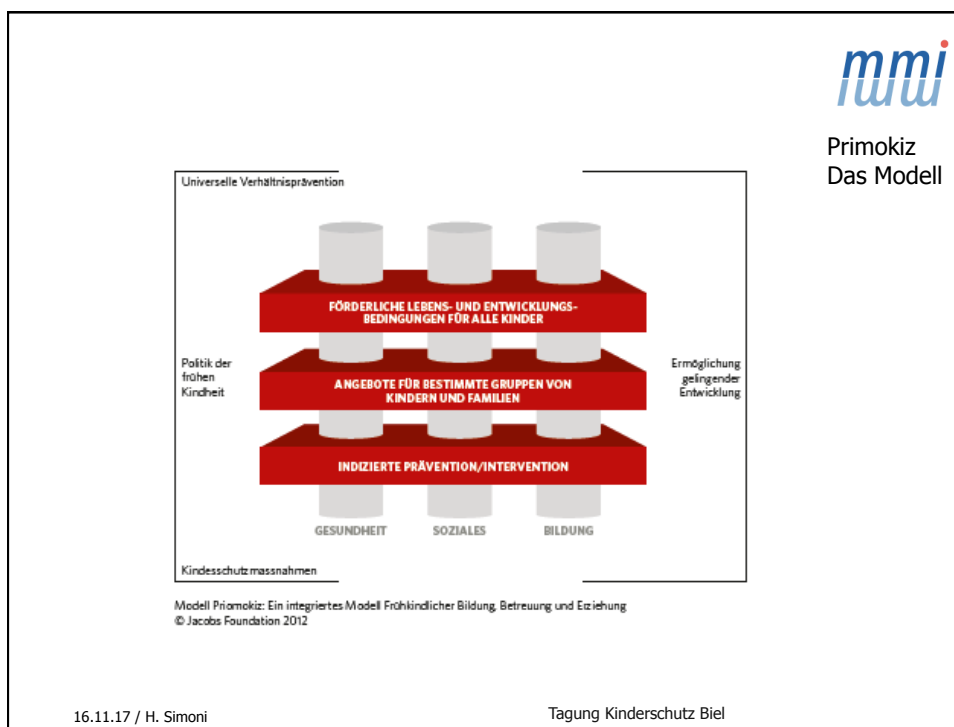 mmi
Primokiz
Das Modell
Universelle Verhältnisprävention
FÖRDERLICHE LEBENS- UND ENTWICKLUNGS-
BEDINGUNGEN FÜR ALLE KINDER
Politik der
frühen
Kindheit
ANGEBOTE FÜR BESTIMMTE GRUPPEN VON
KINDERN UND FAMILIEN
Ermöglichung
gelingender
Entwicklung
INDIZIERTE PRÄVENTION/INTERVENTION
GESUNDHEIT SOZIALES BILDUNG
Kindesschutzmassnahmen
Modell Priomokiz: Ein integriertes Modell Frühkindlicher Bildung, Betreuung und Erziehung
© Jacobs Foundation 2012
16.11.17 / H. Simoni Tagung Kinderschutz Biel